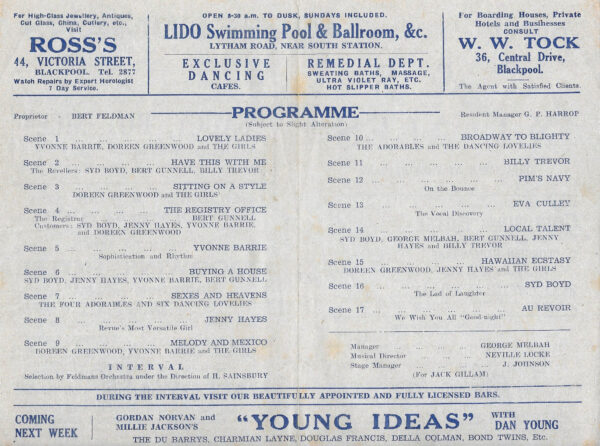 For High-Class Jewellery, Antiques,
Cut Glass, China, Cutlery, etc.,
Visit
ROSS'S
44, VICTORIA STREET,
BLACKPOOL. Tel. 2877
Watch Repairs by Expert Horologist
7 Day Service.
OPEN 5-30 a.m. TO DUSK, SUNDAYS INCLUDED.
LIDO Swimming Pool & Ballroom, &c.
LYTHAM ROAD, NEAR SOUTH STATION.
EXCLUSIVE
DANCING
CAFES.
REMEDIAL DEPT.
SWEATING BATHS, MASSAGE,
ULTRA VIOLET RAY, ETC.
HOT SLIPPER BATHS.
For Boarding Houses, Private
Hotels and Businesses
CONSULT
W. W. TOCK
36, Central Drive,
Blackpool.
The Agent with Satisfied Clients.
Proprietor - BERT FELDMAN
PROGRAMME
(Subject to Slight Alteration)
Resident Manager G. P. HARROP
Scene 1 ... ... ... ... LOVELY LADIES
YVONNE BARRIE, DOREEN GREENWOOD and THE GIRLS
Scene 2 ... ... ... HAVE THIS WITH ME
The Revellers: SYD BOYD, BERT GUNNELL, BILLY TREVOR
Scene 3 ... ... ... SITTING ON A STYLE
DOREEN GREENWOOD and THE GIRLS
Scene 4 ... ... ... THE REGISTRY OFFICE
The Registrar BERT GUNNELL
Customers: SYD BOYD, JENNY HAYES, YVONNE BARRIE,
and DOREEN GREENWOOD
Scene 5 ... ... ... ... YVONNE BARRIE
Sophistication and Rhythm
Scene 6 ... ... ... ... BUYING A HOUSE
SYD BOYD, JENNY HAYES, YVONNE BARRIE, BERT GUNNELL
Scene 7 ... ... ... SEXES AND HEAVENS
THE FOUR ADORABLES AND SIX DANCING LOVELIES
Scene 8 ... ... ... ... JENNY HAYES
Revue's Most Versatile Girl
Scene 9 ... ... ... MELODY AND MEXICO
DOREEN GREENWOOD, YVONNE BARRIE and THE GIRLS
INTERVAL
Selection by Feldmans Orchestra under the Direction of H. SAINSBURY
Scene 10 ... ... ... BROADWAY TO BLIGHTY
THE ADORABLES and THE DANCING LOVELIES
Scene 11 ... ... ... ... BILLY TREVOR
Scene 12 ... ... ... ... PIM'S NAVY
On the Bounce
Scene 13 ... ... ... ... EVA CULLEY
The Vocal Discovery
Scene 14 ... ... ... ... LOCAL TALENT
SYD BOYD, GEORGE MELBAH, BERT GUNNELL, JENNY
HAYES and BILLY TREVOR
Scene 15 ... ... ... HAWAIIAN ECSTASY
DOREEN GREENWOOD, JENNY HAYES and THE GIRLS
Scene 16 ... ... ... ... SYD BOYD
The Lad of Laughter
Scene 17 ... ... ... ... AU REVOIR
We Wish You All "Good-night"
Manager ... ... ... GEORGE MELBAH
Musical Director ... ... NEVILLE LOCKE
Stage Manager ... ... J. JOHNSON
(For JACK GILLAM)
DURING THE INTERVAL VISIT OUR BEAUTIFULLY APPOINTED AND FULLY LICENSED BARS.
COMING
NEXT WEEK
GORDAN NORVAN and
MILLIE JACKSON'S
"YOUNG IDEAS"
WITH
DAN YOUNG
THE DU BARRYS, CHARMIAN LAYNE, DOUGLAS FRANCIS, DELLA COLMAN, BOND TWINS, Etc.